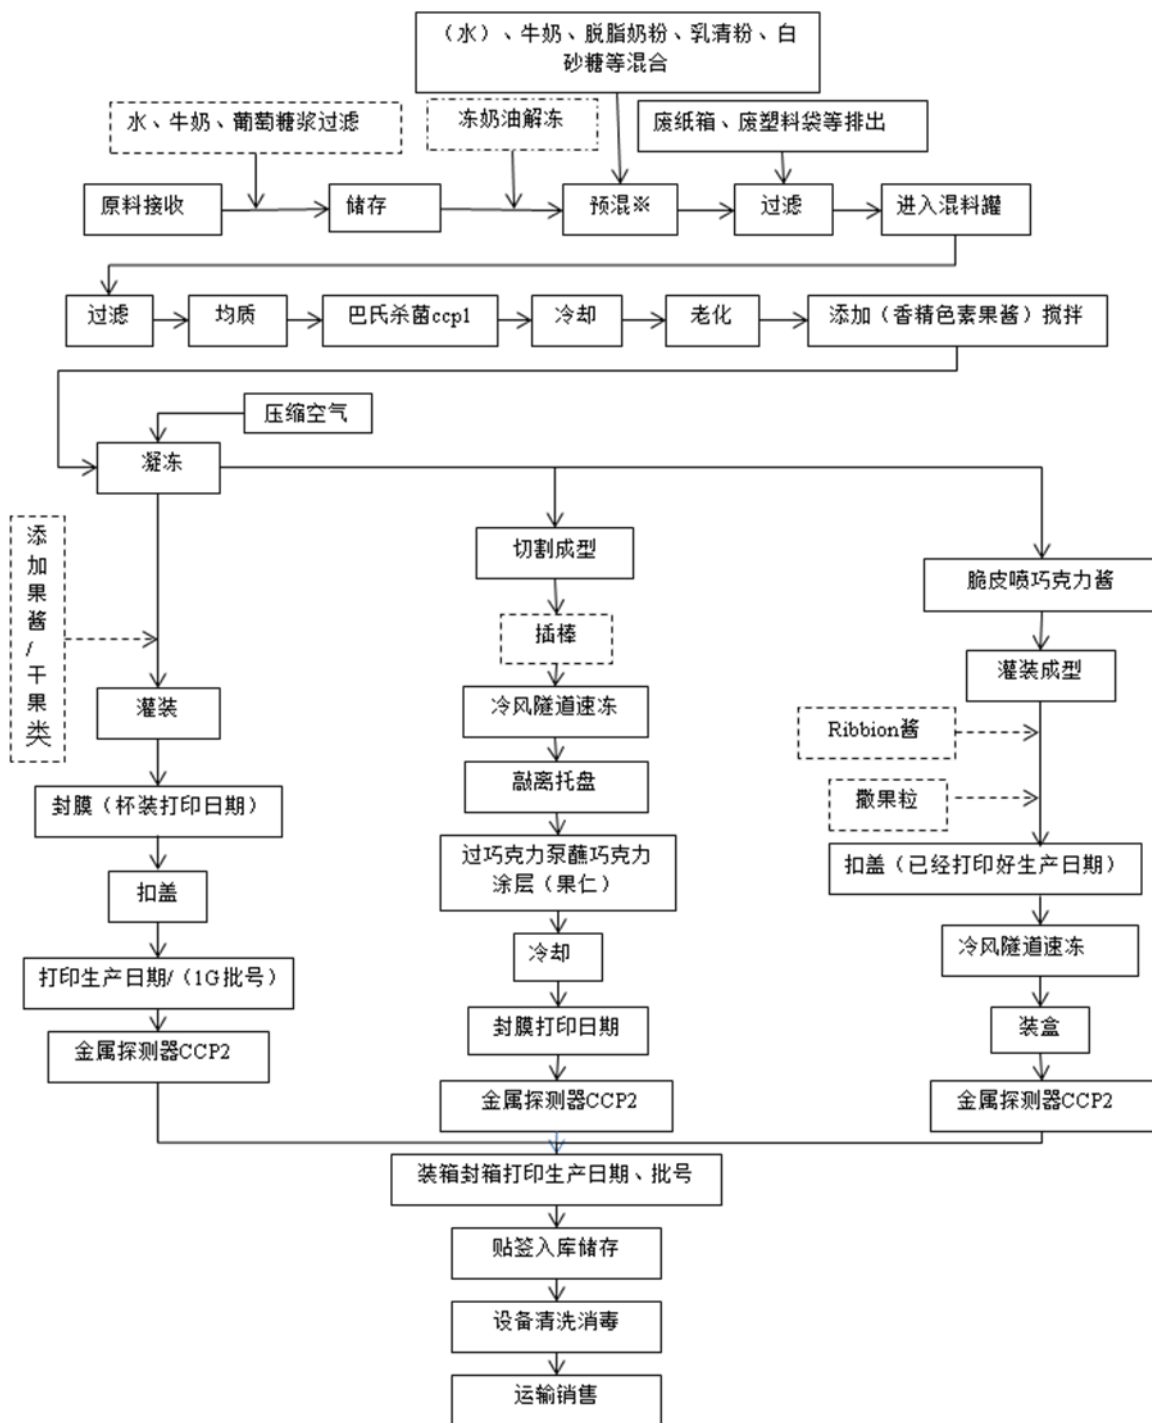 （水）、牛奶、脱脂奶粉、乳清粉、白
砂糖等混合
水、牛奶、葡萄糖浆过滤
冻奶油解冻
废纸箱、废塑料袋等排出
原料接收
储存
预混※
过滤
进入混料罐
过滤
均质
巴氏杀菌ccp1
冷却
老化
添加（香精色素果酱）搅拌
压缩空气
凝冻
添
加
果
酱
/
干
果
类
灌装
封膜（杯装打印日期）
扣盖
打印生产日期/（1G批号）
金属探测器CCP2
切割成型
插棒
冷风隧道速冻
敲离托盘
过巧克力泵蘸巧克力
涂层（果仁）
冷却
封膜打印日期
金属探测器CCP2
脆皮喷巧克力酱
灌装成型
Ribbion酱
撒果粒
扣盖（已经打印好生产日期）
冷风隧道速冻
装盒
金属探测器CCP2
装箱封箱打印生产日期、批号
贴签入库储存
设备清洗消毒
运输销售